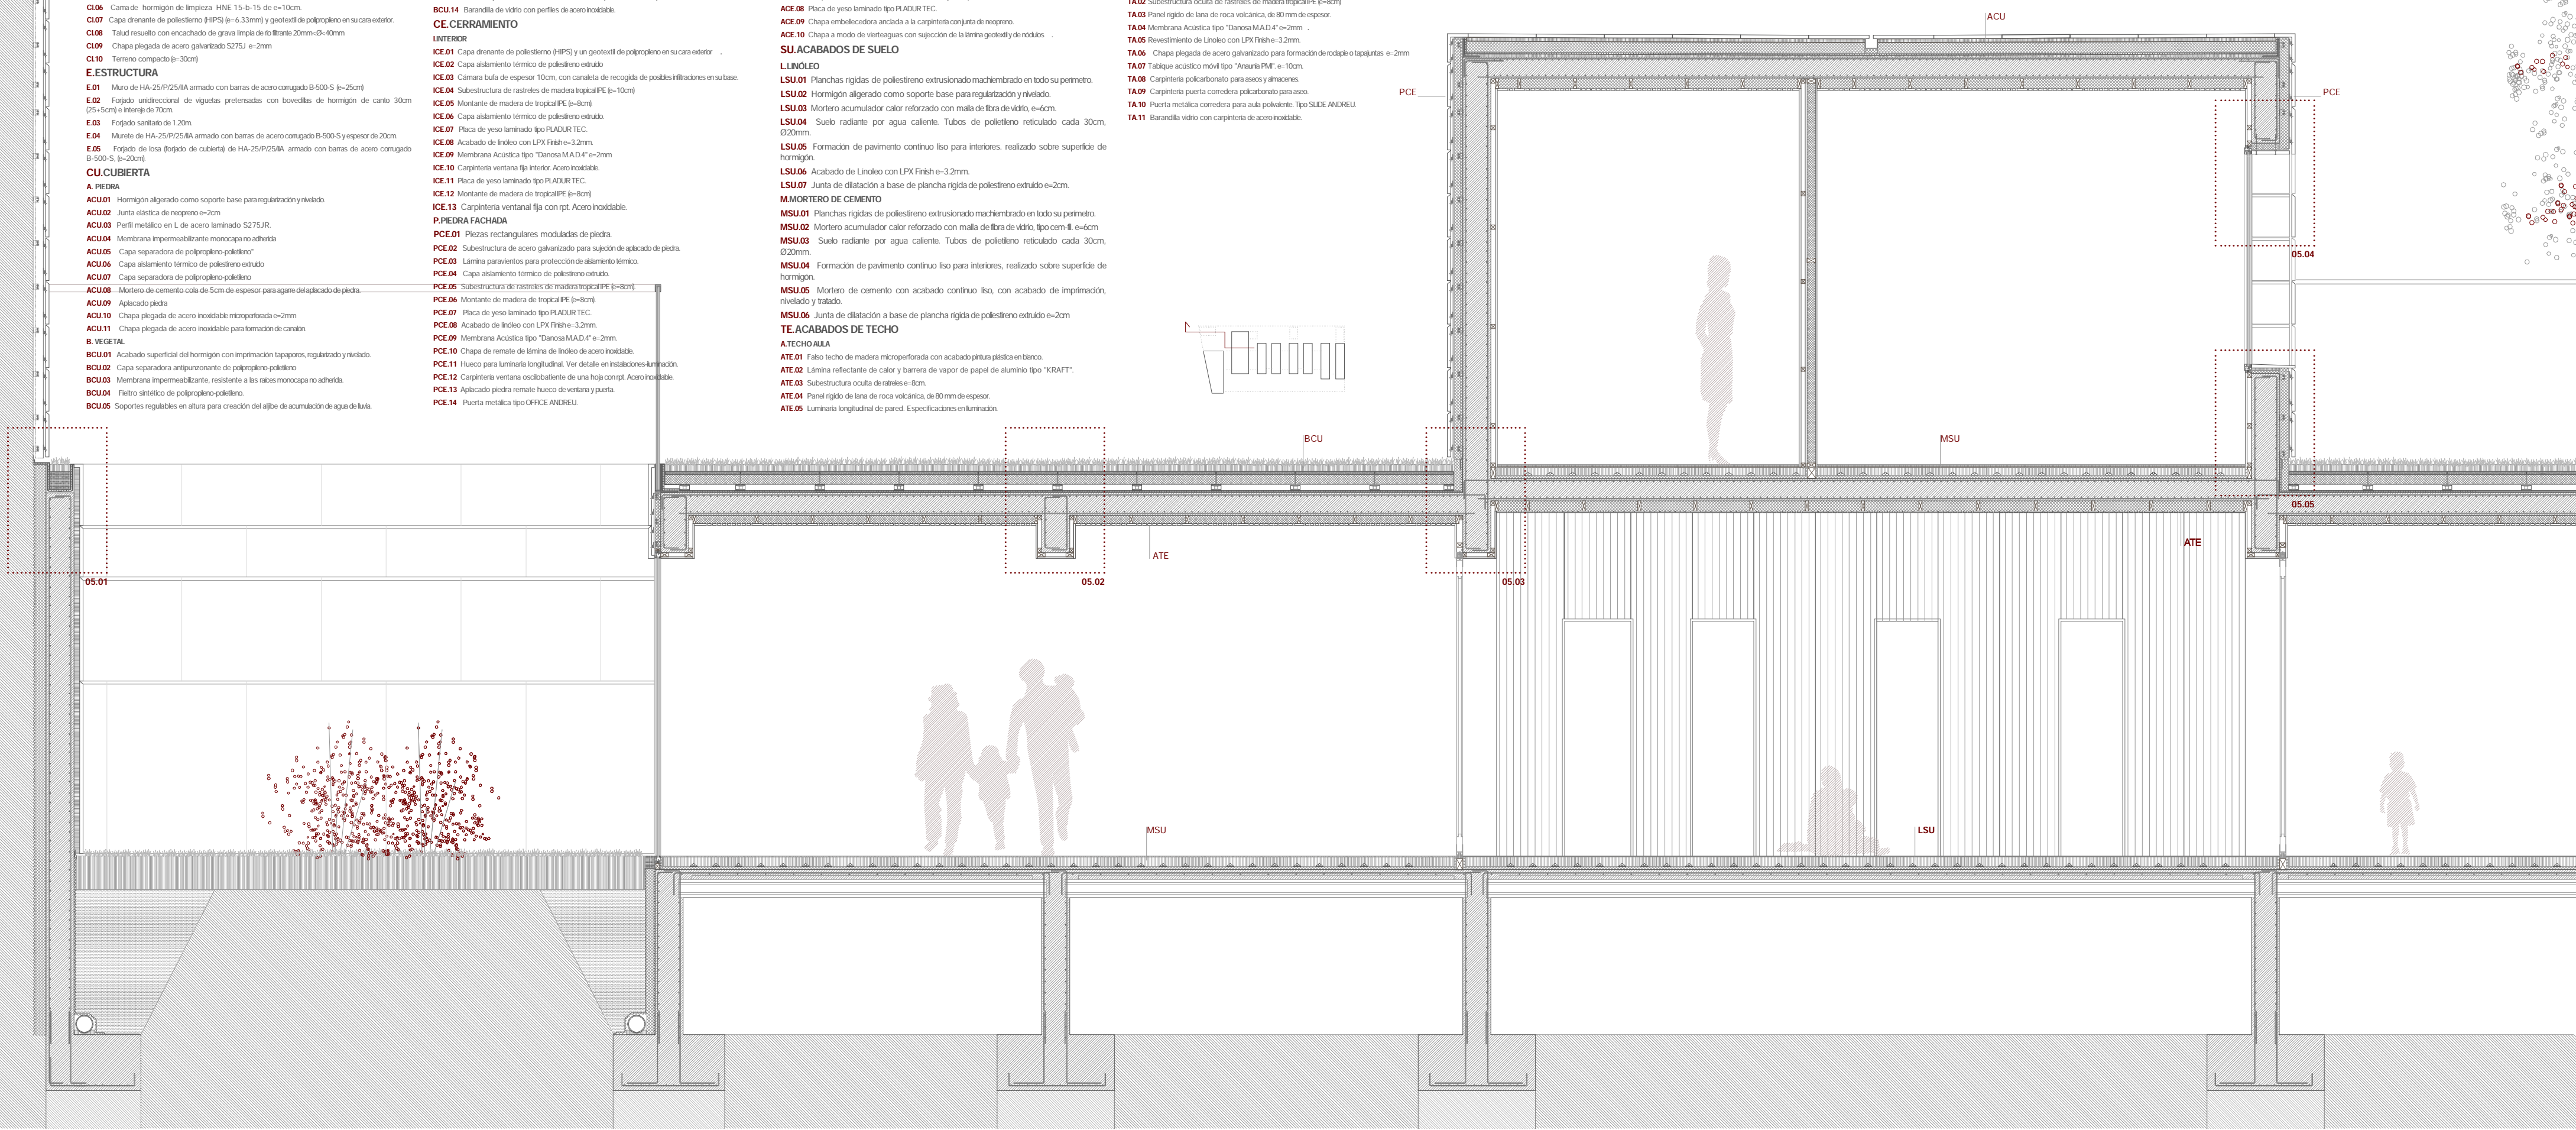 CI.06 Cama de hormigón de limpieza HNE 15-b-15 de e=10cm.
CI.07 Capa drenante de poliestierno (HIPS) (e=6.33mm) y geotextil de polipropileno en su cara exterior.
CI.08 Talud resuelto con encachado de grava limpia de río filtrante 20mm<Ø<40mm
CI.09 Chapa plegada de acero galvanizado S275J e=2mm
CI.10 Terreno compacto (e=30cm)
E.ESTRUCTURA
E.01 Muro de HA-25/P/25/IIA armado con barras de acero corrugado B-500-S (e=25cm)
E.02 Forjado unidireccional de viguetas pretensadas con bovedillas de hormigón de canto 30cm
(25+5cm) e intereje de 70cm.
E.03 Forjado sanitario de 1.20m.
E.04 Murete de HA-25/P/25/IIA armado con barras de acero corrugado B-500-S y espesor de 20cm.
E.05 Forjado de losa (forjado de cubierta) de HA-25/P/25/IIA armado con barras de acero corrugado
B-500-S, (e=20cm).
CU.CUBIERTA
A. PIEDRA
ACU.01 Hormigón aligerado como soporte base para regularización y nivelado.
ACU.02 Junta elástica de neopreno e=2cm
ACU.03 Perfil metálico en L de acero laminado S275JR.
ACU.04 Membrana impermeabilizante monocapa no adherida
ACU.05 Capa separadora de polipropileno-poletileno"
ACU.06 Capa aislamiento térmico de poliestireno extruido
ACU.07 Capa separadora de polipropileno-poletileno
ACU.08 Mortero de cemento cola de 5cm de espesor para agarre del aplacado de piedra.
ACU.09 Aplacado piedra
ACU.10 Chapa plegada de acero inoxidable microperforada e=2mm
ACU.11 Chapa plegada de acero inoxidable para formación de canalón.
B. VEGETAL
BCU.01 Acabado superficial del hormigón con imprimación tapaporos, regularizado y nivelado.
BCU.02 Capa separadora antipunzonante de polipropileno-poletileno
BCU.03 Membrana impermeabilizante, resistente a las raices monocapa no adherida.
BCU.04 Fieltro sintético de polipropileno-poletileno.
BCU.05 Soportes regulables en altura para creación del aljibe de acumulación de agua de lluvia.
BCU.14 Barandilla de vidrio con perfiles de acero inoxidable.
CE.CERRAMIENTO
I.INTERIOR
ICE.01 Capa drenante de poliestierno (HIPS) y un geotextil de polipropileno en su cara exterior .
ICE.02 Capa aislamiento térmico de poliestireno extruido
ICE.03 Cámara bufa de espesor 10cm, con canaleta de recogida de posibles infiltraciones en su base.
ICE.04 Subestructura de rastreles de madera tropical IPE (e=10cm)
ICE.05 Montante de madera de tropical IPE (e=8cm).
ICE.06 Capa aislamiento térmico de poliestireno extruido.
ICE.07 Placa de yeso laminado tipo PLADUR TEC.
ICE.08 Acabado de linóleo con LPX Finish e=3.2mm.
ICE.09 Membrana Acústica tipo "Danosa M.A.D.4" e=2mm
ICE.10 Carpintería ventana fija interior. Acero inoxidable.
ICE.11 Placa de yeso laminado tipo PLADUR TEC.
ICE.12 Montante de madera de tropical IPE (e=8cm)
ICE.13 Carpintería ventanal fija con rpt. Acero inoxidable.
P.PIEDRA FACHADA
PCE.01 Piezas rectangulares moduladas de piedra.
PCE.02 Subestructura de acero galvanizado para sujeción de aplacado de piedra.
PCE.03 Lámina paravientos para protección de aislamiento térmico.
PCE.04 Capa aislamiento térmico de poliestireno extruido.
PCE.05 Subestructura de rastreles de madera tropical IPE (e=8cm).
PCE.06 Montante de madera de tropical IPE (e=8cm).
PCE.07 Placa de yeso laminado tipo PLADUR TEC.
PCE.08 Acabado de linóleo con LPX Finish e=3.2mm.
PCE.09 Membrana Acústica tipo "Danosa M.A.D.4" e=2mm.
PCE.10 Chapa de remate de lámina de linóleo de acero inoxidable.
PCE.11 Hueco para luminaria longitudinal. Ver detalle en instalaciones-iluminación.
PCE.12 Carpintería ventana oscilobatiente de una hoja con rpt. Acero inoxidable.
PCE.13 Aplacado piedra remate hueco de ventana y puerta.
PCE.14 Puerta metálica tipo OFFICE ANDREU.
ACE.08 Placa de yeso laminado tipo PLADUR TEC.
ACE.09 Chapa embellecedora anclada a la carpintería con junta de neopreno.
ACE.10 Chapa a modo de vierteaguas con sujección de la lámina geotextil y de nódulos .
SU.ACABADOS DE SUELO
L.LINÓLEO
LSU.01 Planchas rígidas de poliestireno extrusionado machiembrado en todo su perímetro.
LSU.02 Hormigón aligerado como soporte base para regularización y nivelado.
LSU.03 Mortero acumulador calor reforzado con malla de fibra de vidrio, e=6cm.
LSU.04 Suelo radiante por agua caliente. Tubos de polietileno reticulado cada 30cm,
Ø20mm.
LSU.05 Formación de pavimento continuo liso para interiores. realizado sobre superficie de
hormigón.
LSU.06 Acabado de Linoleo con LPX Finish e=3.2mm.
LSU.07 Junta de dilatación a base de plancha rigida de poliestireno extruido e=2cm.
M.MORTERO DE CEMENTO
MSU.01 Planchas rígidas de poliestireno extrusionado machiembrado en todo su perímetro.
MSU.02 Mortero acumulador calor reforzado con malla de fibra de vidrio, tipo cem-fil. e=6cm
MSU.03 Suelo radiante por agua caliente. Tubos de polietileno reticulado cada 30cm,
Ø20mm.
MSU.04 Formación de pavimento continuo liso para interiores, realizado sobre superficie de
hormigón.
MSU.05 Mortero de cemento con acabado continuo liso, con acabado de imprimación,
nivelado y tratado.
MSU.06 Junta de dilatación a base de plancha rigida de poliestireno extruido e=2cm
TE.ACABADOS DE TECHO
A.TECHO AULA
ATE.01 Falso techo de madera microperforada con acabado pintura plástica en blanco.
ATE.02 Lámina reflectante de calor y barrera de vapor de papel de aluminio tipo "KRAFT".
ATE.03 Subestructura oculta de ratreles e=8cm.
ATE.04 Panel rígido de lana de roca volcánica, de 80 mm de espesor.
ATE.05 Luminaria longitudinal de pared. Especificaciones en iluminación.
TA.02 Subestructura oculta de rastreles de madera tropical IPE (e=8cm)
TA.03 Panel rígido de lana de roca volcánica, de 80 mm de espesor.
TA.04 Membrana Acústica tipo "Danosa M.A.D.4" e=2mm .
TA.05 Revestimiento de Linoleo con LPX Finish e=3.2mm.
TA.06 Chapa plegada de acero galvanizado para formación de rodapie o tapajuntas e=2mm
TA.07 Tabique acústico móvil tipo "Anaunia PM1". e=10cm.
TA.08 Carpintería policarbonato para aseos y almacenes.
TA.09 Carpintería puerta corredera policarbonato para aseo.
TA.10 Puerta metálica corredera para aula polivalente. Tipo SLIDE ANDREU.
TA.11 Barandilla vidrio con carpintería de acero inoxidable.
ACU
PCE
PCE
05.04
BCU
MSU
05.05
ATE
ATE
05.01
05.02
05.03
MSU
LSU